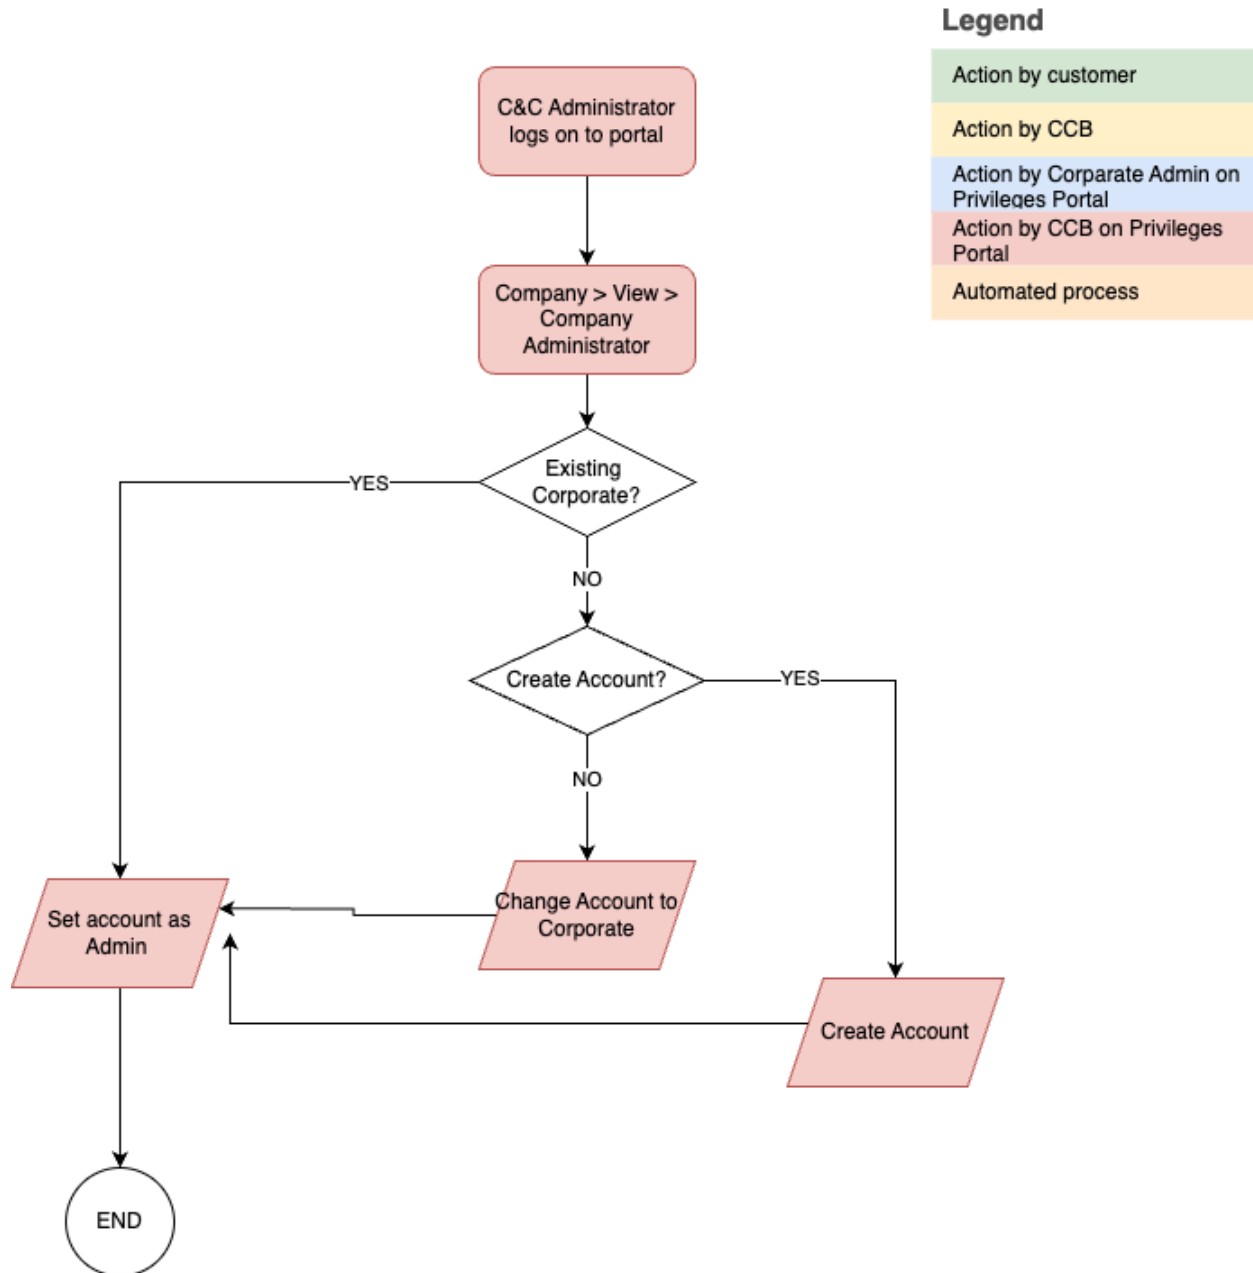 Legend
Action by customer
Action by CCB
Action by Corparate Admin on
Privileges Portal
Action by CCB on Privileges
Portal
Automated process
C&C Administrator
logs on to portal
Company > View >
Company
Administrator
Existing
Corporate?
YES
NO
Create Account?
YES
NO
Change Account to
Corporate
Set account as
Admin
Create Account
END